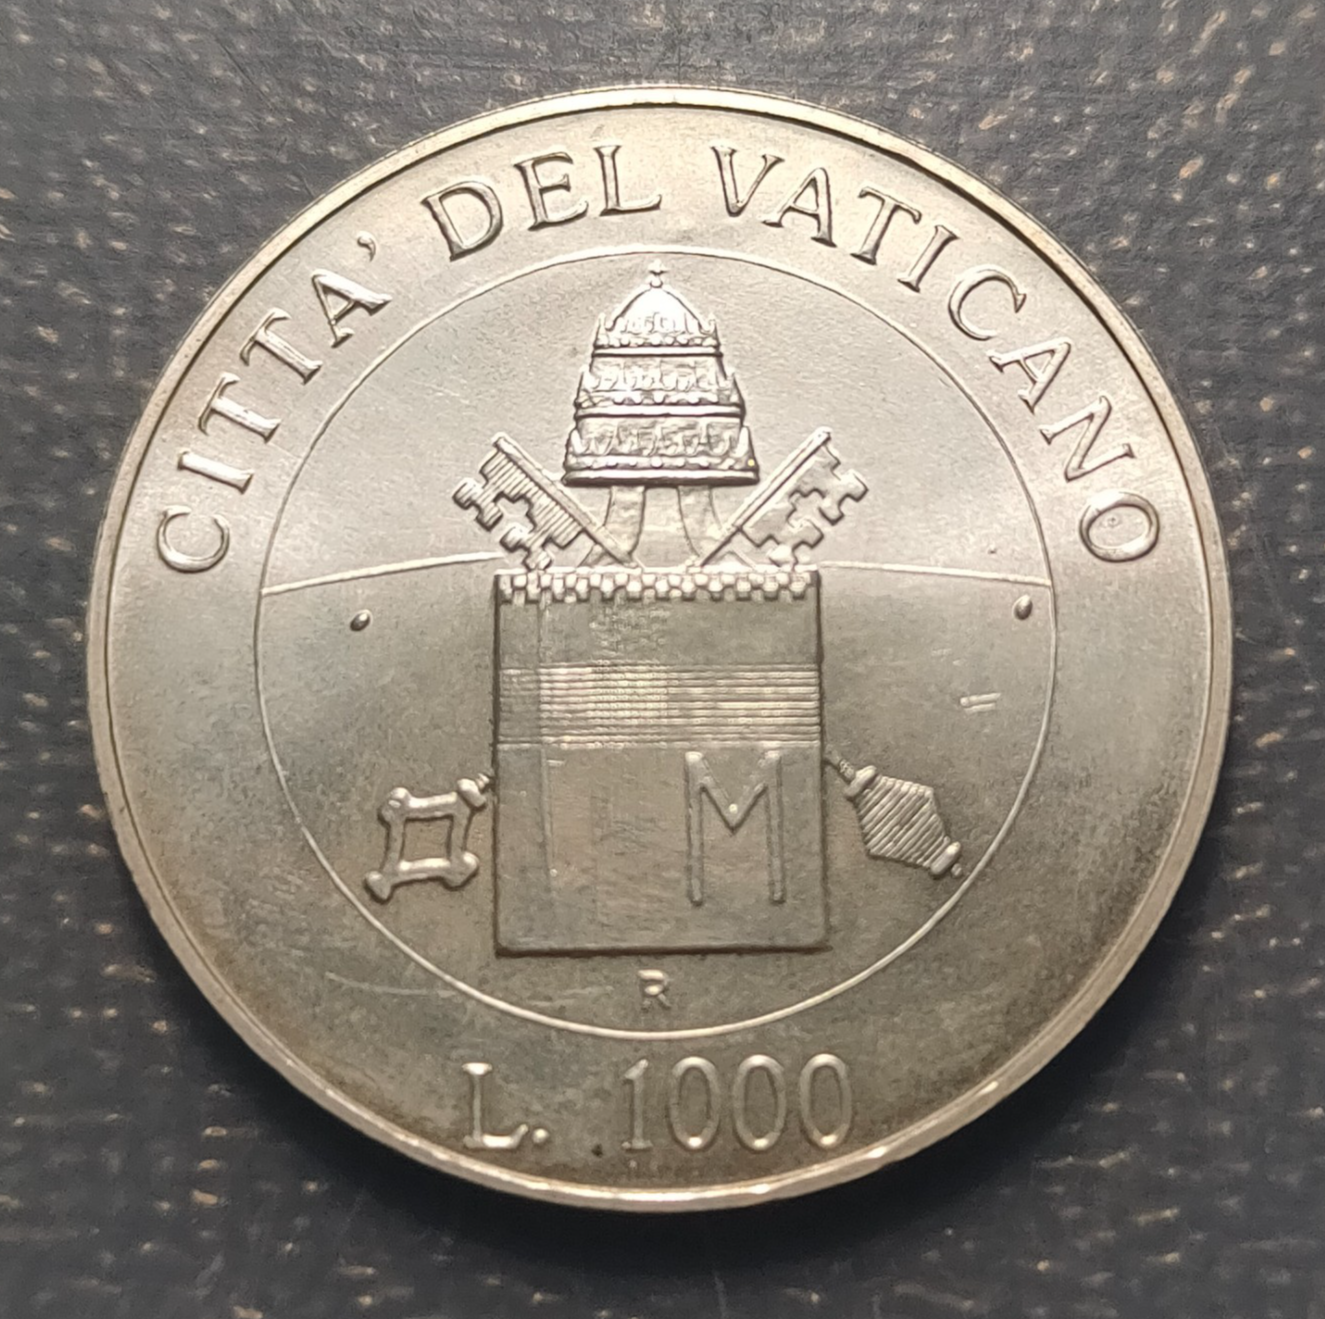 CITTA' DEL VATICANO
M
R
L. 1000